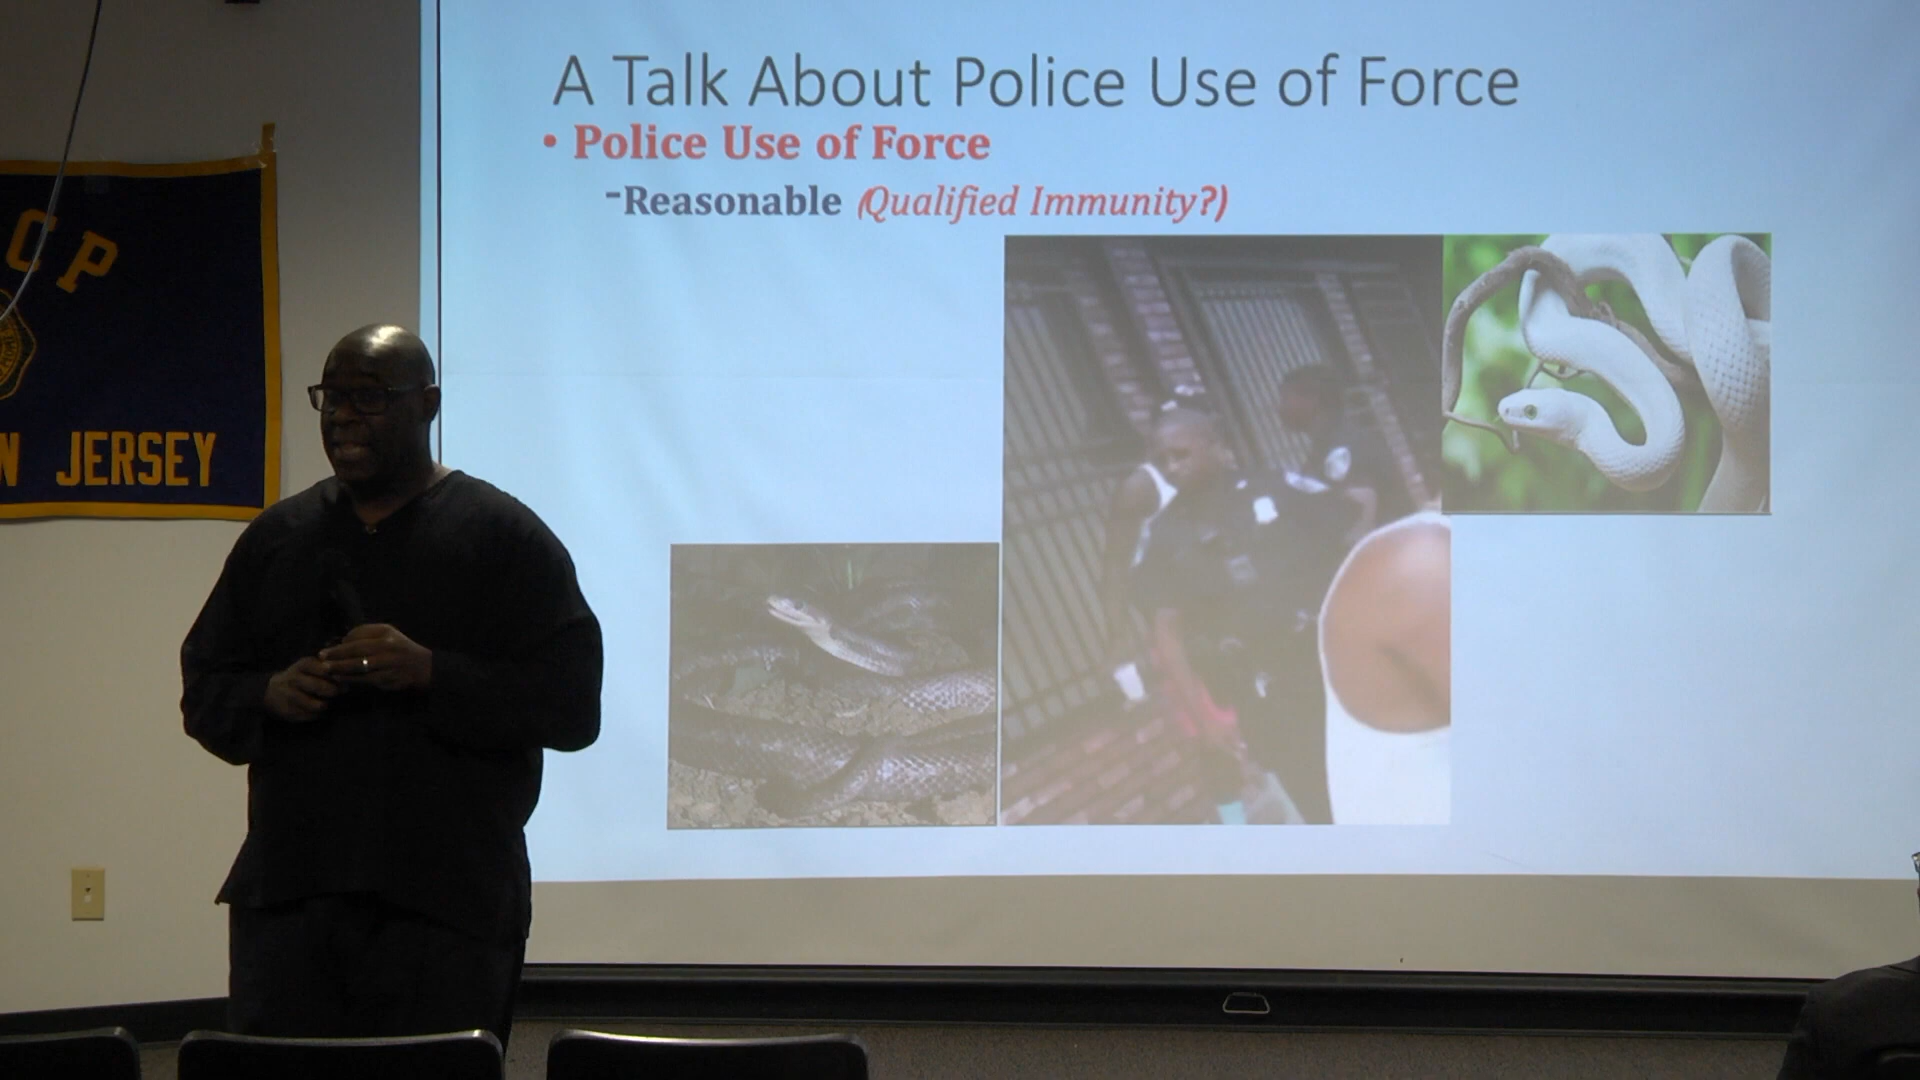 A Talk About Police Use of Force
• Police Use of Force
-Reasonable (Qualified Immunity?)
CP
N JERSEY